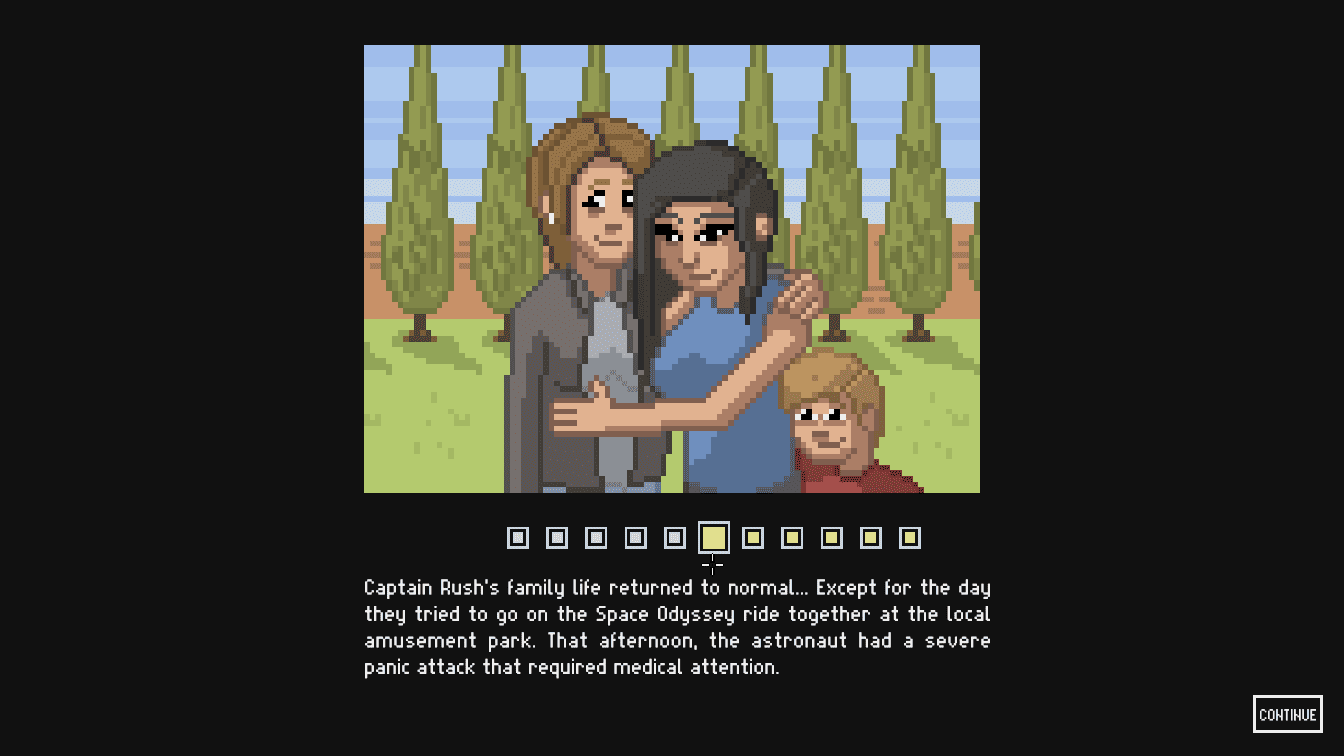 Captain Rush's family life returned to normal... Except for the day
they tried to go on the Space Odyssey ride together at the local
amusement park. That afternoon, the astronaut had a severe
panic attack that required medical attention.
CONTINUE